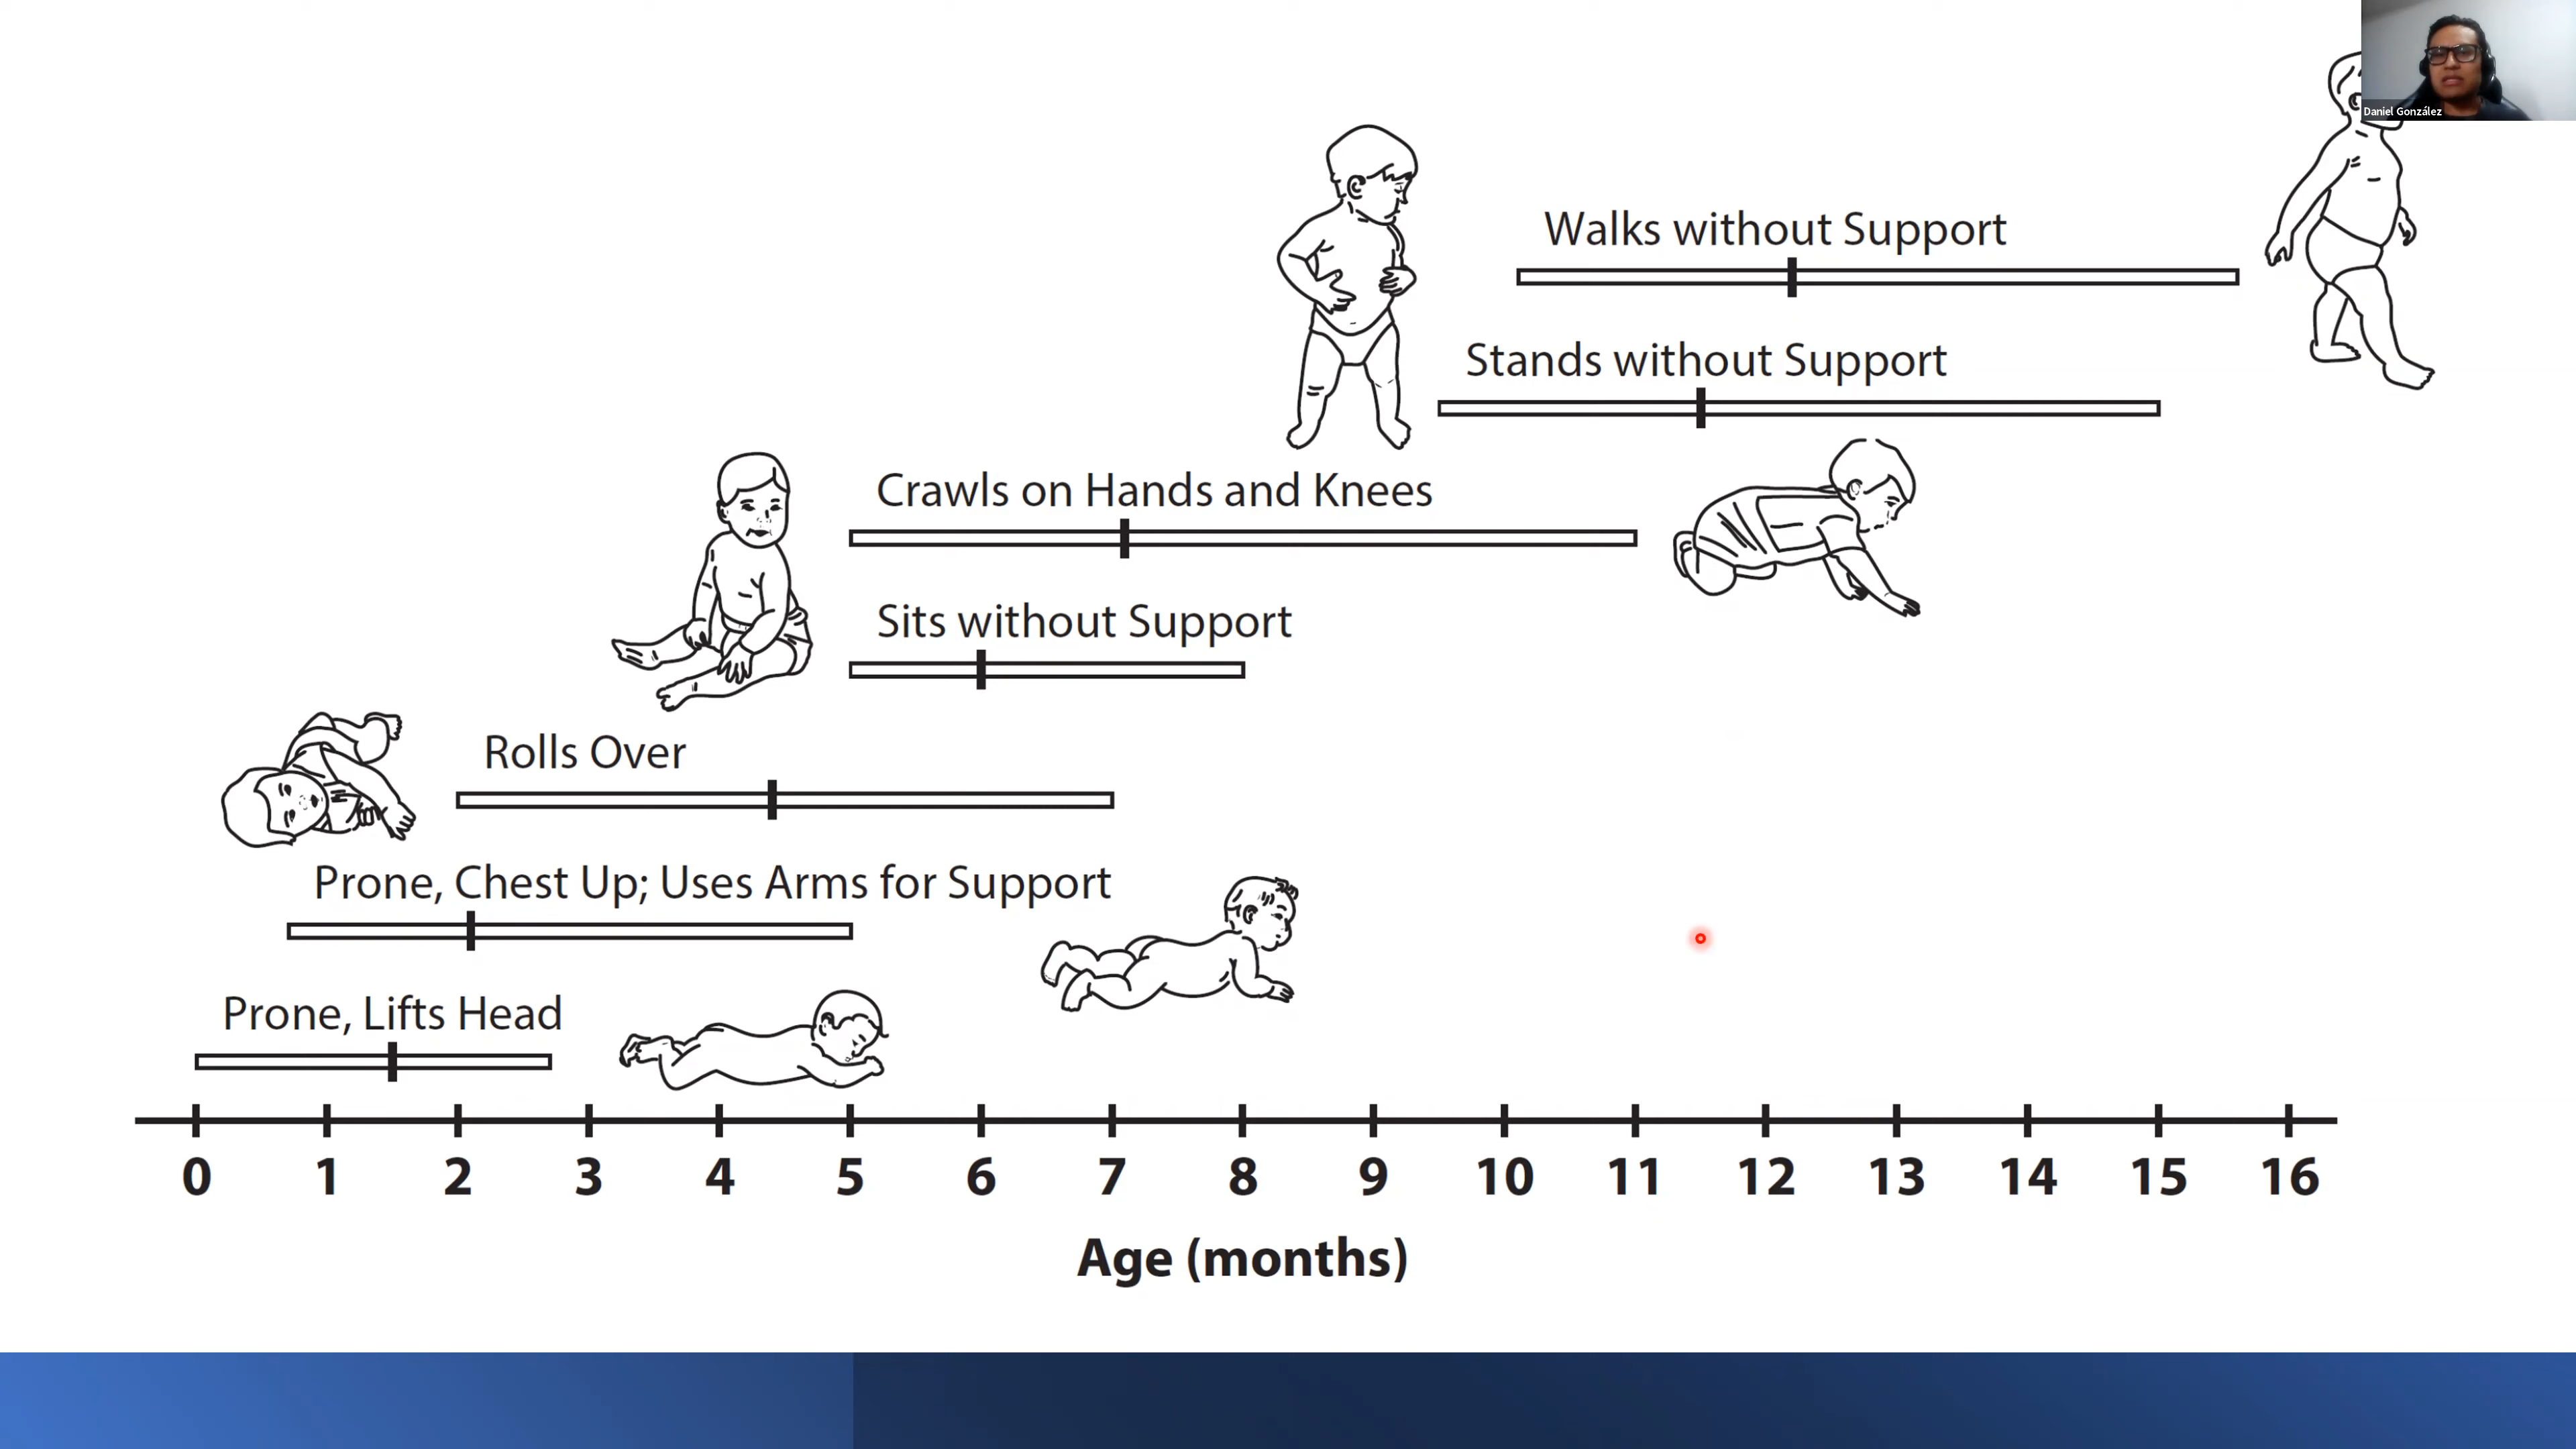 Daniel González
Walks without Support
Stands without Support
Crawls on Hands and Knees
Sits without Support
Rolls Over
Prone, Chest Up; Uses Arms for Support
Prone, Lifts Head
0 1 2 3 4 5 6 7 8 9 10 11 12 13 14 15 16
Age (months)